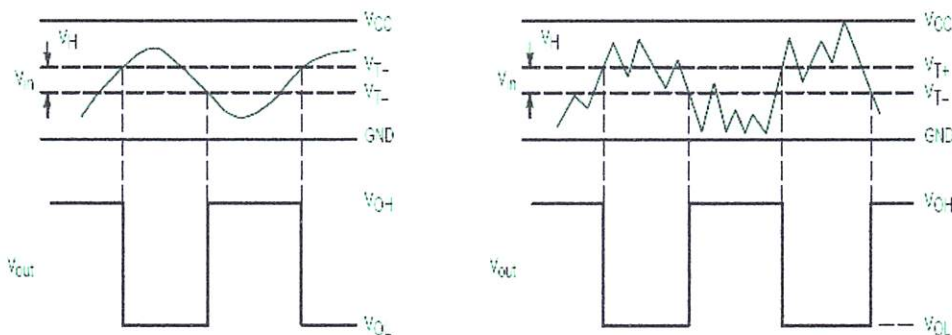 VCC
VH
VT-
Vin
VT-
GND
VOH
Vout
VOL
VCC
VH
VT+
Vin
VT-
GND
VOH
Vout
VOL